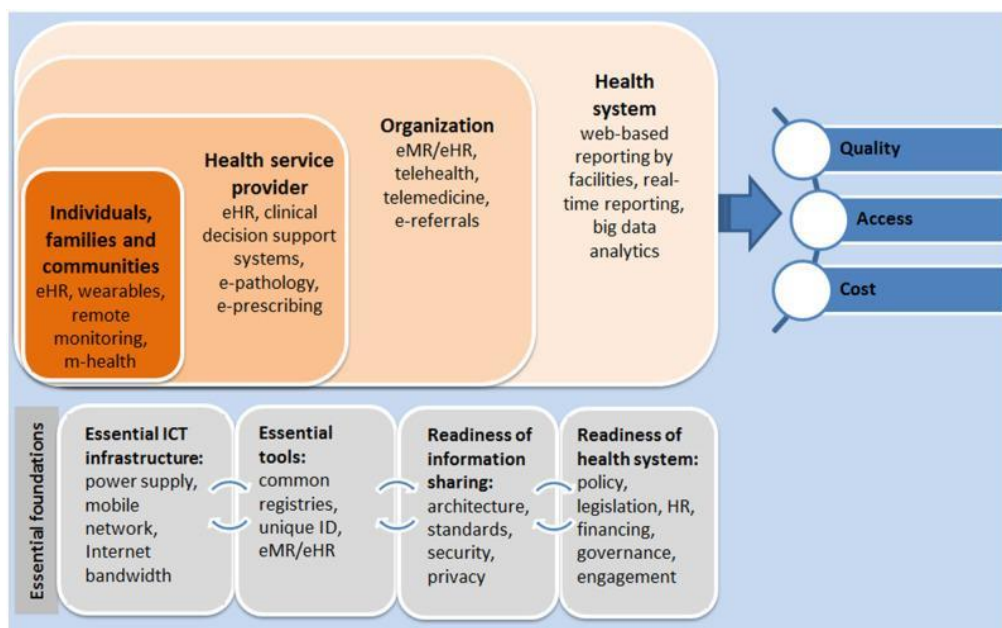 Individuals,
families and
communities
eHR, wearables,
remote
monitoring,
m-health
Health service
provider
eHR, clinical
decision support
systems,
e-pathology,
e-prescribing
Organization
eMR/eHR,
telehealth,
telemedicine,
e-referrals
Health
system
web-based
reporting by
facilities, real-
time reporting,
big data
analytics
Quality
Access
Cost
Essential foundations
Essential ICT
infrastructure:
power supply,
mobile
network,
Internet
bandwidth
Essential
tools:
common
registries,
unique ID,
eMR/eHR
Readiness of
information
sharing:
architecture,
standards,
security,
privacy
Readiness of
health system:
policy,
legislation, HR,
financing,
governance,
engagement